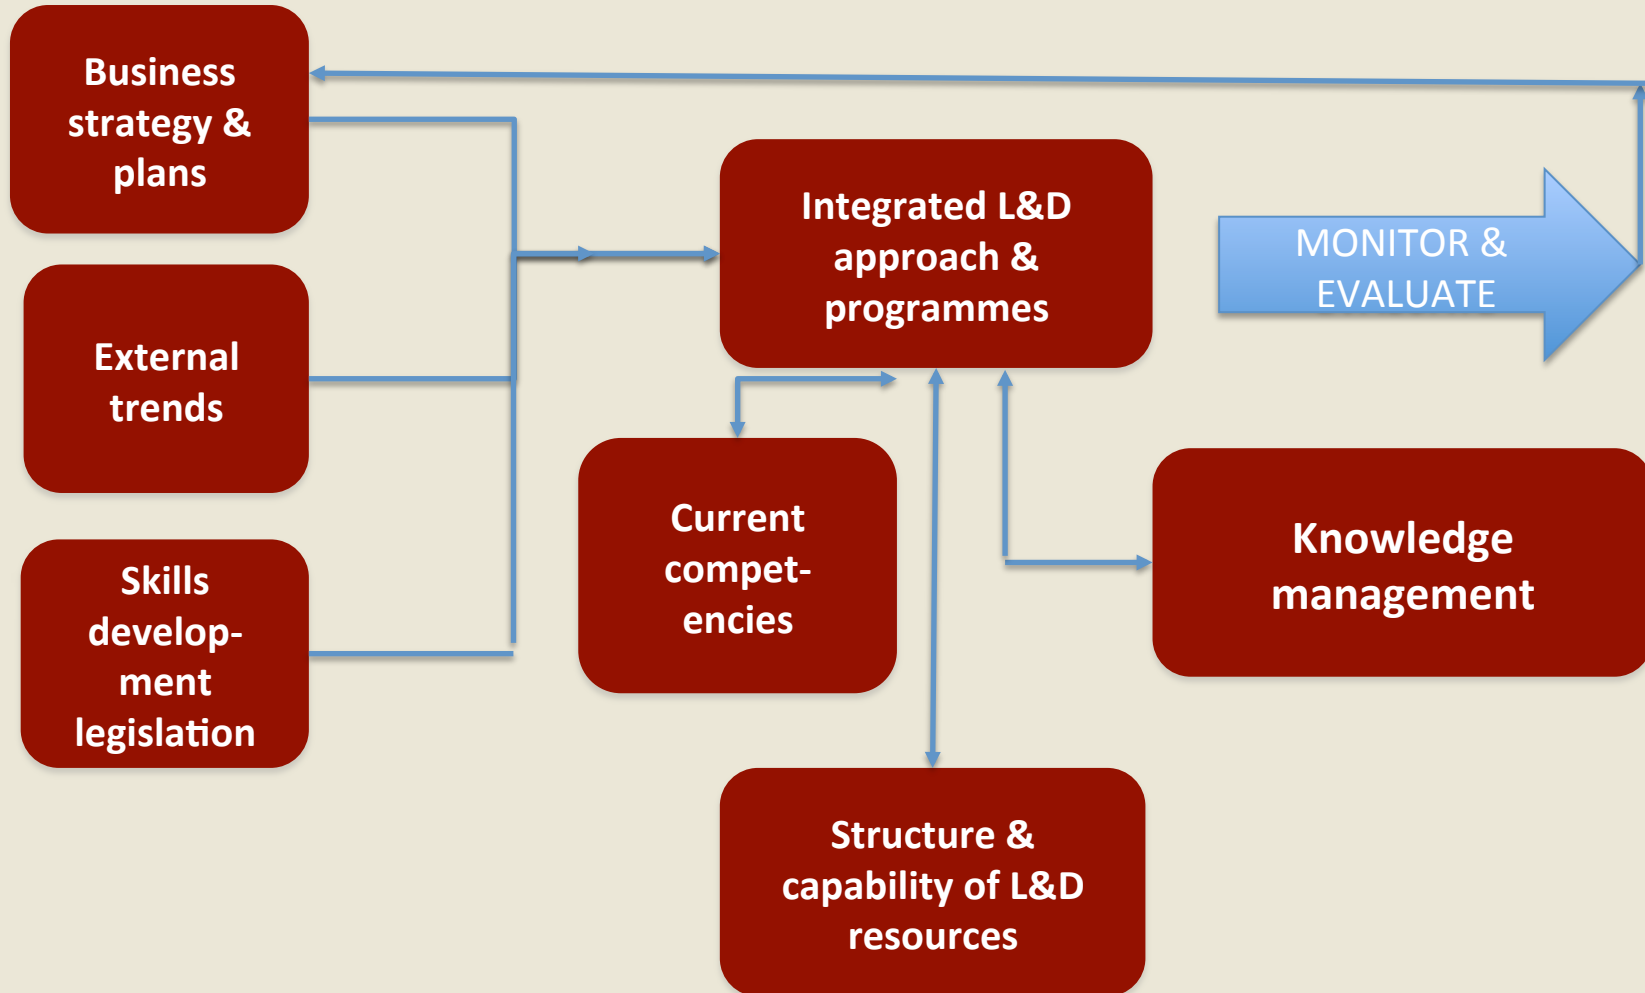 Business
strategy &
plans
External
trends
Skills
develop-
ment
legislation
Integrated L&D
approach &
programmes
MONITOR &
EVALUATE
Current
compet-
encies
Knowledge
management
Structure &
capability of L&D
resources